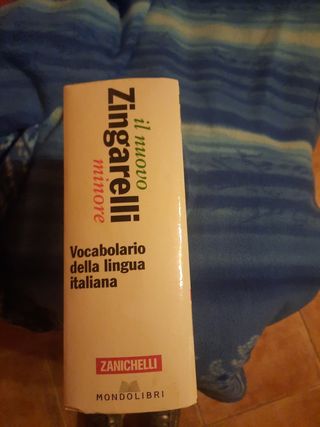 il nuovo
Zingarelli
minore
Vocabolario
della lingua
italiana
ZANICHELLI
MONDOLIBRI